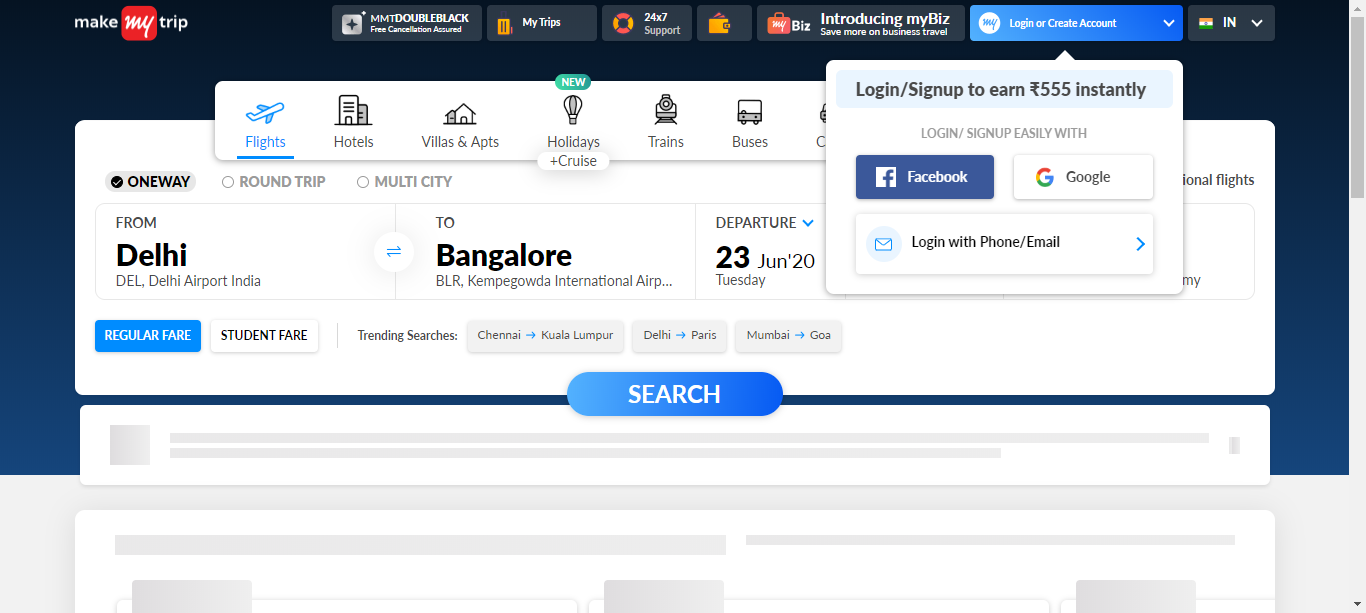 make my trip
MMTDOUBLEBLACK
Free Cancellation Assured
My Trips
24x7
Support
my Biz
Introducing myBiz
Save more on business travel
my
Login or Create Account
IN
Login/Signup to earn ₹555 instantly
LOGIN/ SIGNUP EASILY WITH
Facebook
Google
Login with Phone/Email
NEW
Flights
Hotels
Villas & Apts
Holidays
+Cruise
Trains
Buses
ONEWAY
ROUND TRIP
MULTI CITY
ional flights
FROM
Delhi
DEL, Delhi Airport India
TO
Bangalore
BLR, Kempegowda International Airp...
DEPARTURE
23 Jun'20
Tuesday
my
REGULAR FARE
STUDENT FARE
Trending Searches:
Chennai → Kuala Lumpur
Delhi → Paris
Mumbai → Goa
SEARCH